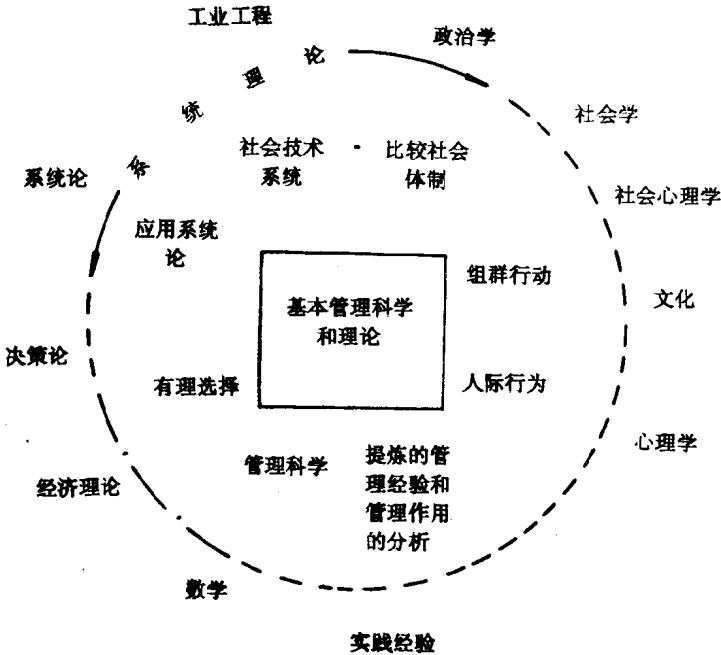 工业工程
政治学
系统理论
社会学
社会技术
系统
比较社会
体制
系统论
社会心理学
应用系统
论
组群行动
文化
基本管理科学
和理论
决策论
有理选择
人际行为
心理学
管理科学
提炼的管
理经验和
管理作用
的分析
经济理论
数学
实践经验